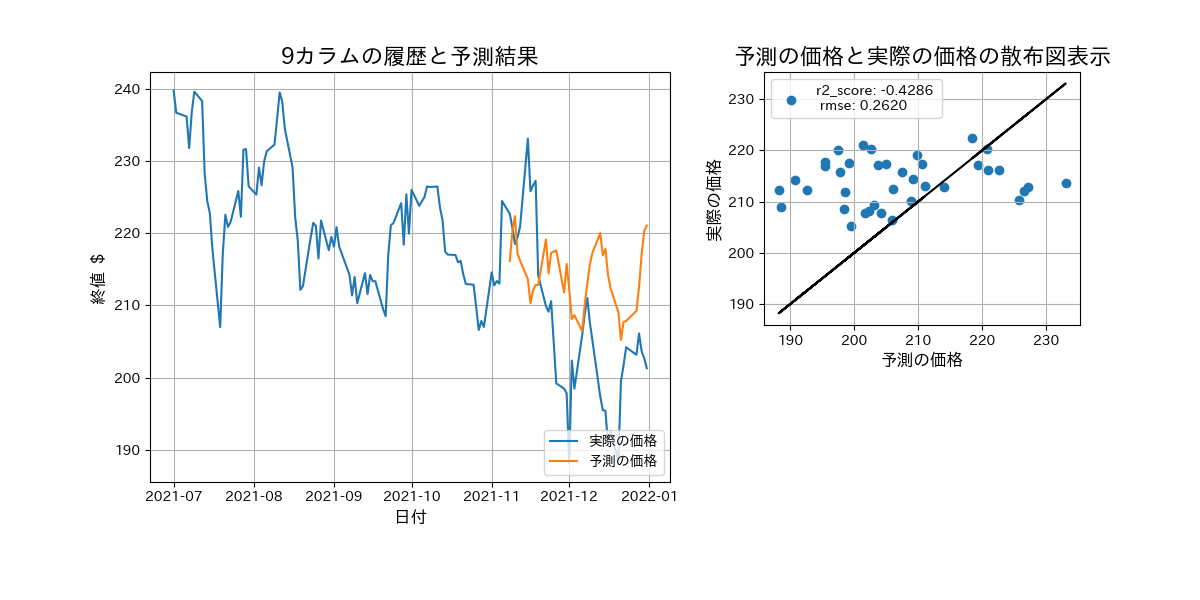 9カラムの履歴と予測結果
240
230
220
210
200
190
終値 $
2021-07
2021-08
2021-09
2021-10
2021-11
2021-12
2022-01
日付
実際の価格
予測の価格
予測の価格と実際の価格の散布図表示
r2_score: -0.4286
rmse: 0.2620
230
220
210
200
190
実際の価格
190
200
210
220
230
予測の価格